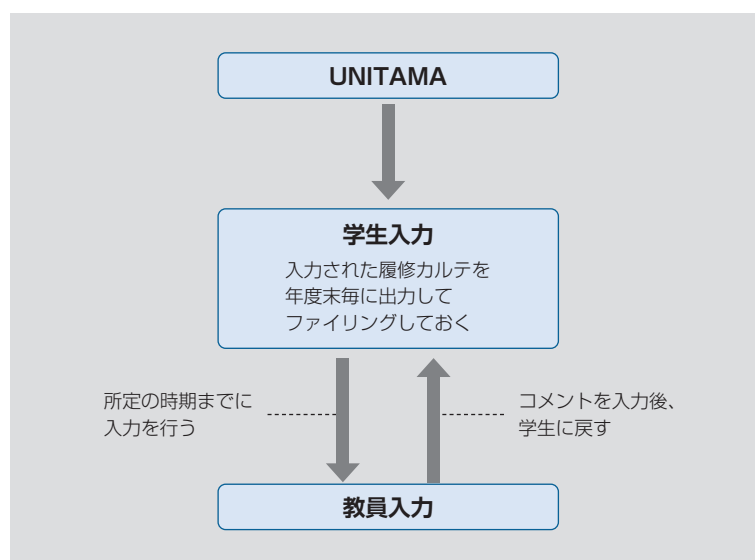 UNITAMA
学生入力
入力された履修カルテを
年度末毎に出力して
ファイリングしておく
所定の時期までに
入力を行う
コメントを入力後、
学生に戻す
教員入力